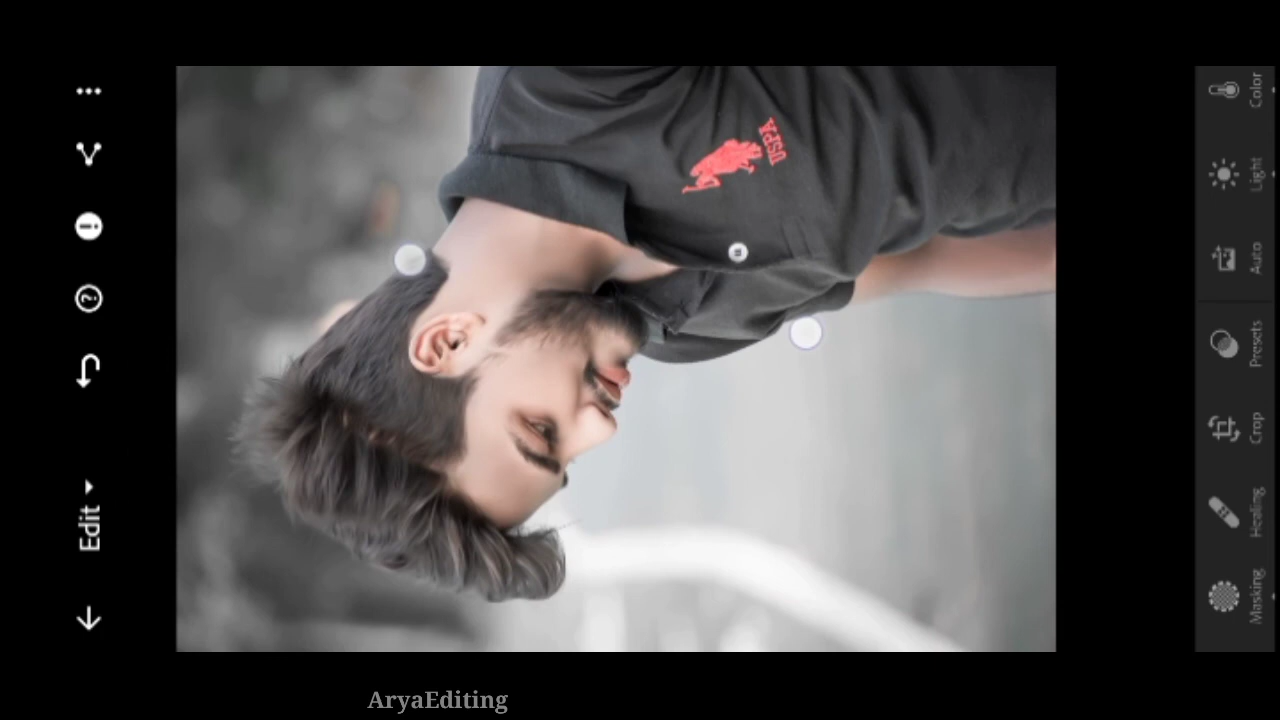 Edit
USPA
Masking
Healing
Crop
Presets
Auto
Light
Color
AryaEditing